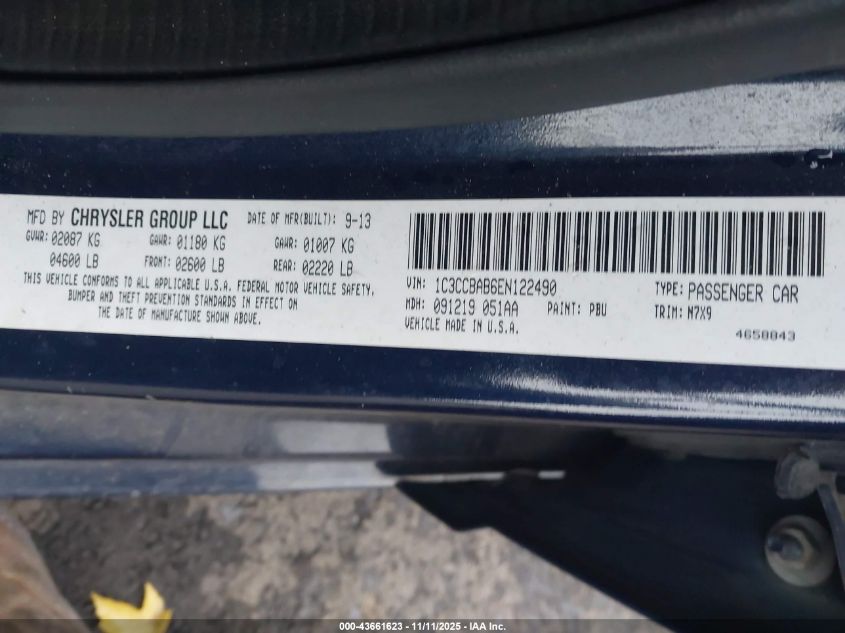 MFD BY CHRYSLER GROUP LLC DATE OF MFR(BUILT): 9-13
GVWR: 02087 KG GAWR: 01180 KG GAWR: 01007 KG
04600 LB FRONT: 02600 LB REAR: 02220 LB
THIS VEHICLE CONFORMS TO ALL APPLICABLE U.S.A. FEDERAL MOTOR VEHICLE SAFETY,
BUMPER AND THEFT PREVENTION STANDARDS IN EFFECT ON
THE DATE OF MANUFACTURE SHOWN ABOVE.
VIN: 1C3CCBAB6EN122490 TYPE: PASSENGER CAR
MDH: 091219 051AA PAINT: PBU TRIM: N7X9
VEHICLE MADE IN U.S.A.
4658843
000-43661623 - 11/11/2025 - IAA Inc.